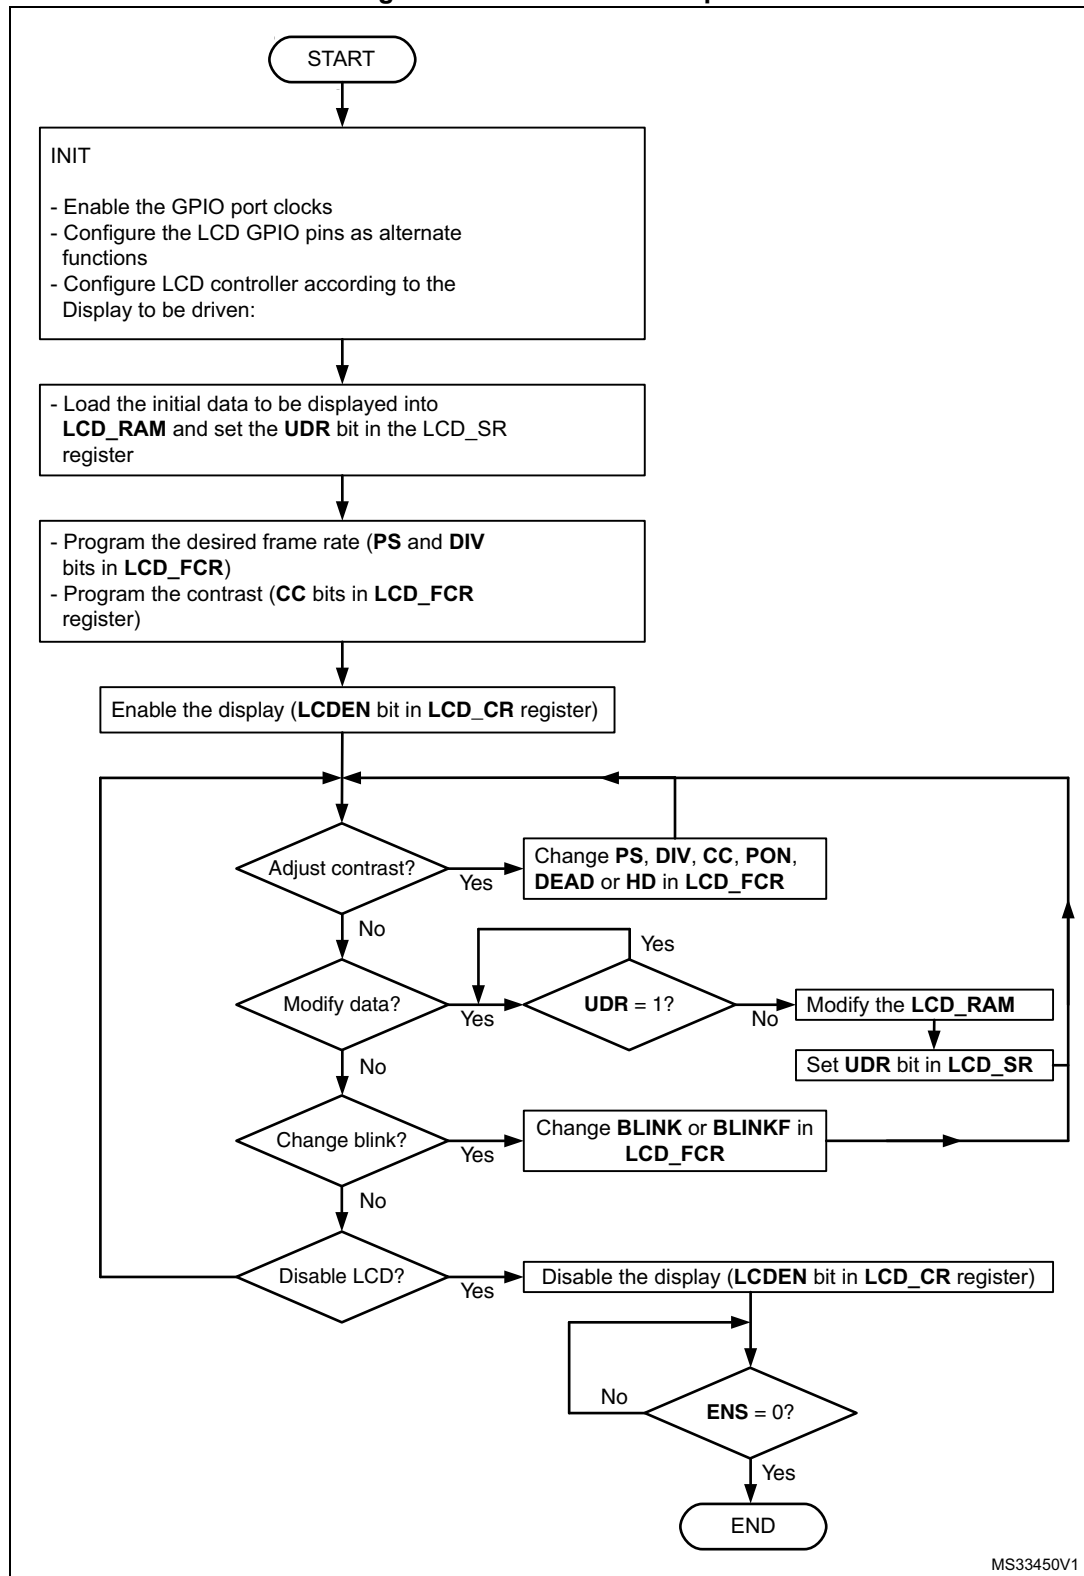 START
INIT
- Enable the GPIO port clocks
- Configure the LCD GPIO pins as alternate
functions
- Configure LCD controller according to the
Display to be driven:
- Load the initial data to be displayed into
LCD_RAM and set the UDR bit in the LCD_SR
register
- Program the desired frame rate (PS and DIV
bits in LCD_FCR)
- Program the contrast (CC bits in LCD_FCR
register)
Enable the display (LCDEN bit in LCD_CR register)
Adjust contrast?
Yes
Change PS, DIV, CC, PON,
DEAD or HD in LCD_FCR
No
Modify data?
Yes
Yes
UDR = 1?
No
Modify the LCD_RAM
Set UDR bit in LCD_SR
No
Change blink?
Yes
Change BLINK or BLINKF in
LCD_FCR
No
Disable LCD?
Yes
Disable the display (LCDEN bit in LCD_CR register)
No
ENS = 0?
Yes
END
MS33450V1